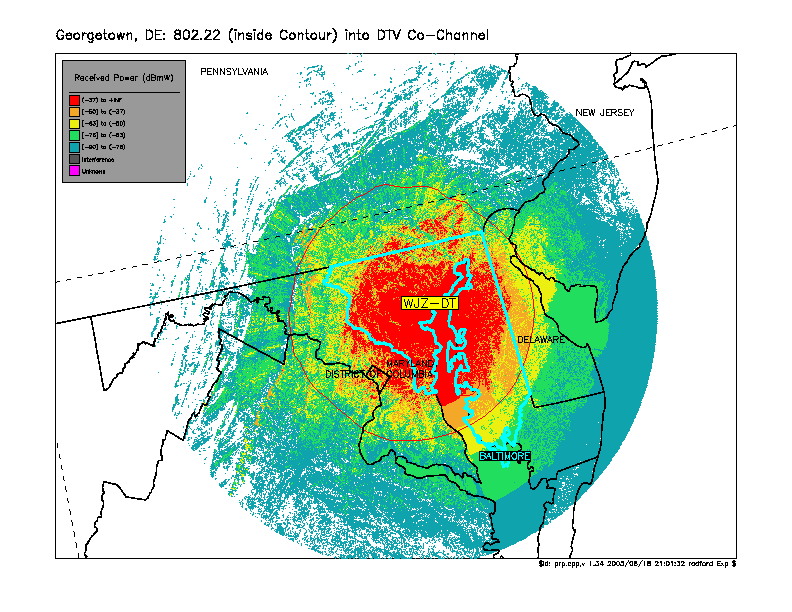 Georgetown, DE: 802.22 (inside Contour) into DTV Co-Channel
Received Power (dBmW)
[-37) to +INF
[-50) to (-37)
[-63) to (-50)
[-76) to (-63)
[-90) to (-76)
Interference
Unknown
PENNSYLVANIA
NEW JERSEY
WJZ-DT
DELAWARE
MARYLAND
DISTRICT OF COLUMBIA
BALTIMORE
$Id: prp.cpp,v 1.34 2005/08/18 21:01:32 radford Exp $